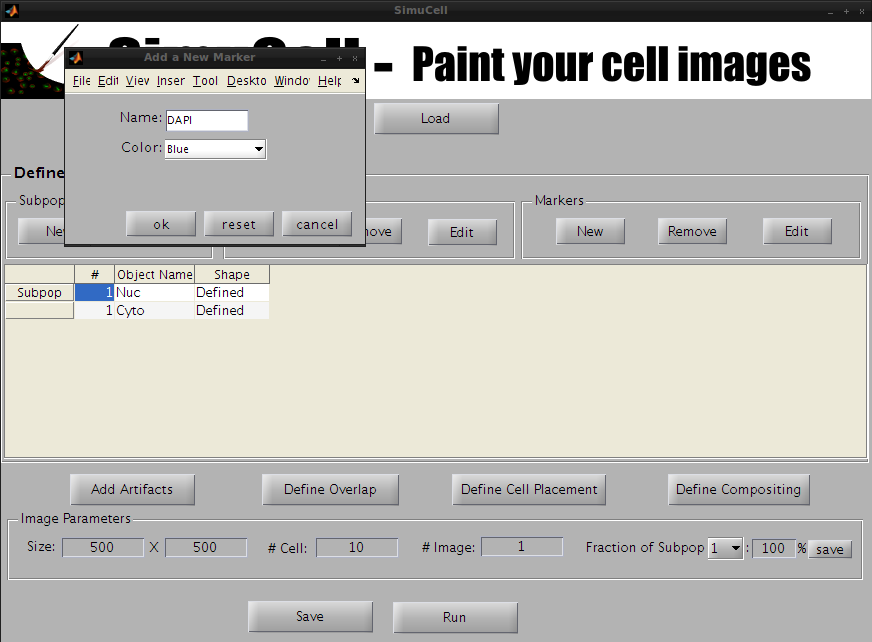 SimuCell
SimuCell - Paint your cell images
Add a New Marker
File Edit View Inser Tool Deskto Windo Help
Name: DAPI
Color: Blue
ok reset cancel
Load
Define
Subpop
Markers
Edit
New Remove Edit
# Object Name Shape
Subpop 1 Nuc Defined
1 Cyto Defined
Add Artifacts Define Overlap Define Cell Placement Define Compositing
Image Parameters
Size: 500 X 500 # Cell: 10 # Image: 1 Fraction of Subpop 1 : 100 % save
Save Run